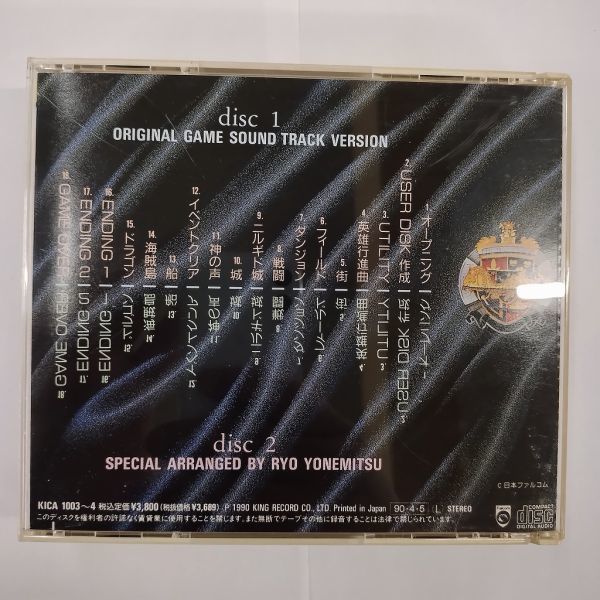 disc 1
ORIGINAL GAME SOUND TRACK VERSION
1. オープニング
2. USER DISK 作成
3. UTILITY
4. 英雄行進曲
5. 街
6. フィールド
7. ダンジョン
8. 戦闘
9. ニルギド城
10. 城
11. 神の声
12. イベントクリア
13. 船
14. 海賊島
15. ドラゴン
16. ENDING 1
17. ENDING 2
18. GAME OVER
disc 2
SPECIAL ARRANGED BY RYO YONEMITSU
C 日本ファルコム
KICA 1003〜4 税込定価¥3,800(税抜価格¥3,689) P 1990 KING RECORD CO., LTD. Printed in Japan 90・4・5 L STEREO
このディスクを権利者の許諾なく賃貸業に使用することを禁じます。また無断でテープその他に録音することは法律で禁じられています。
COMPACT
disc
DIGITAL AUDIO